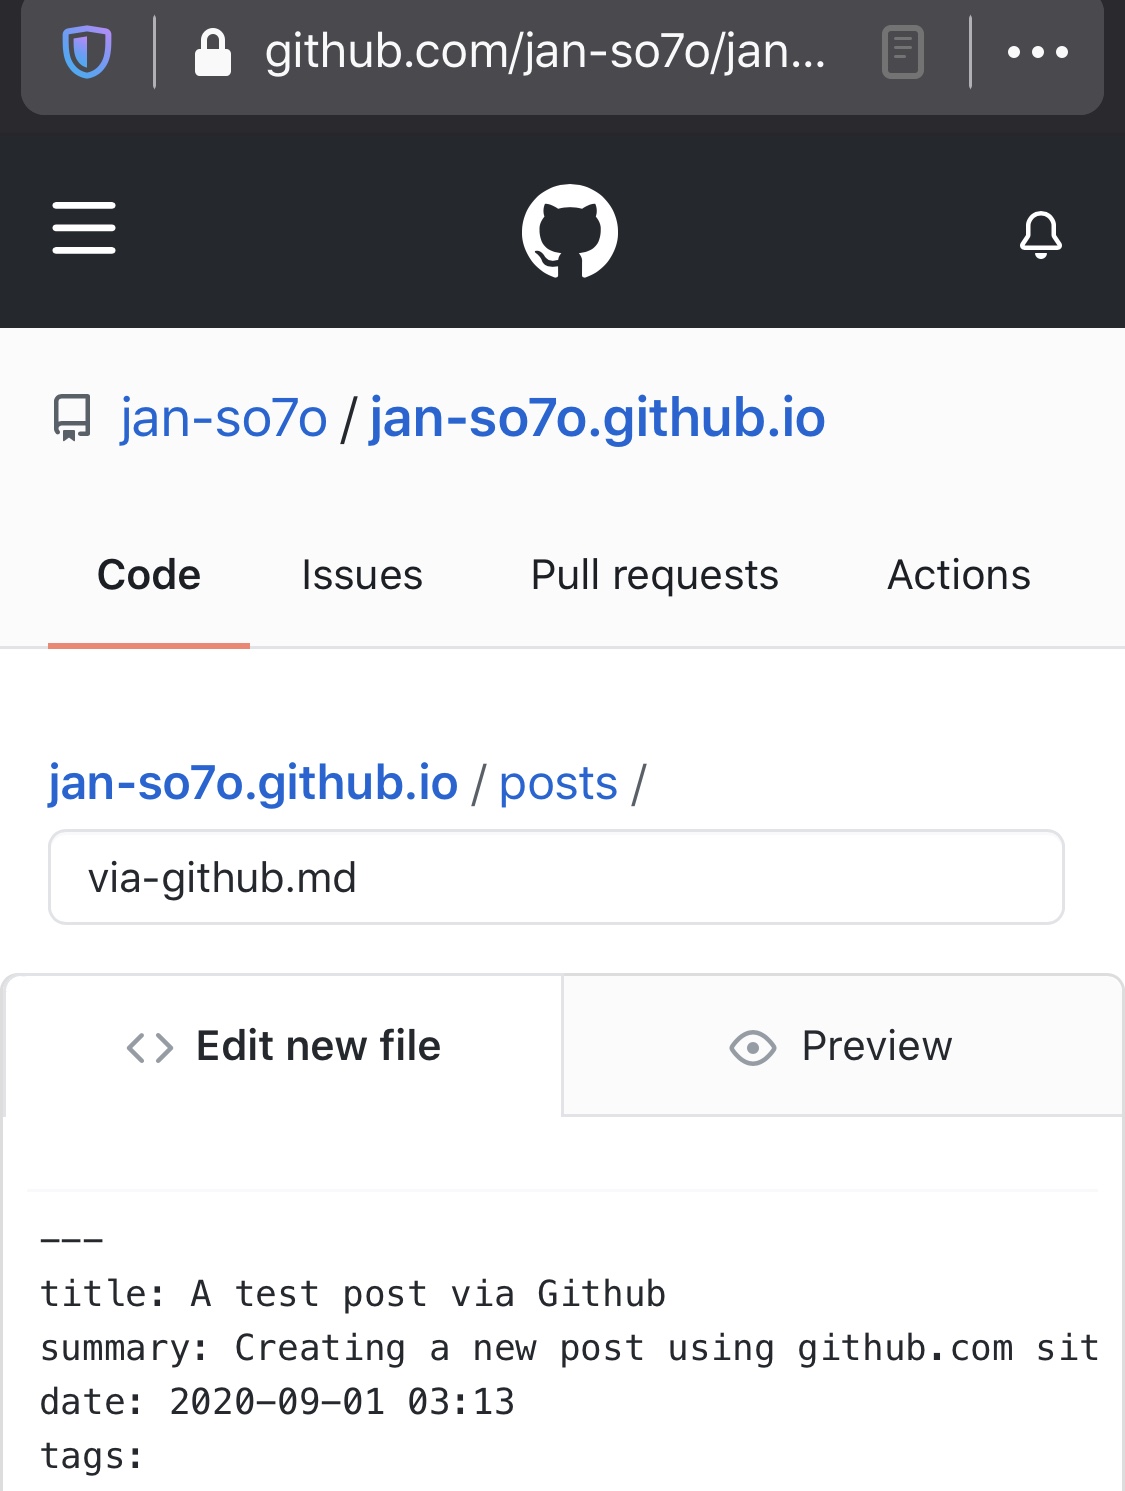 github.com/jan-so7o/jan...
jan-so7o / jan-so7o.github.io
Code Issues Pull requests Actions
jan-so7o.github.io / posts /
via-github.md
<> Edit new file Preview
---
title: A test post via Github
summary: Creating a new post using github.com sit
date: 2020-09-01 03:13
tags: